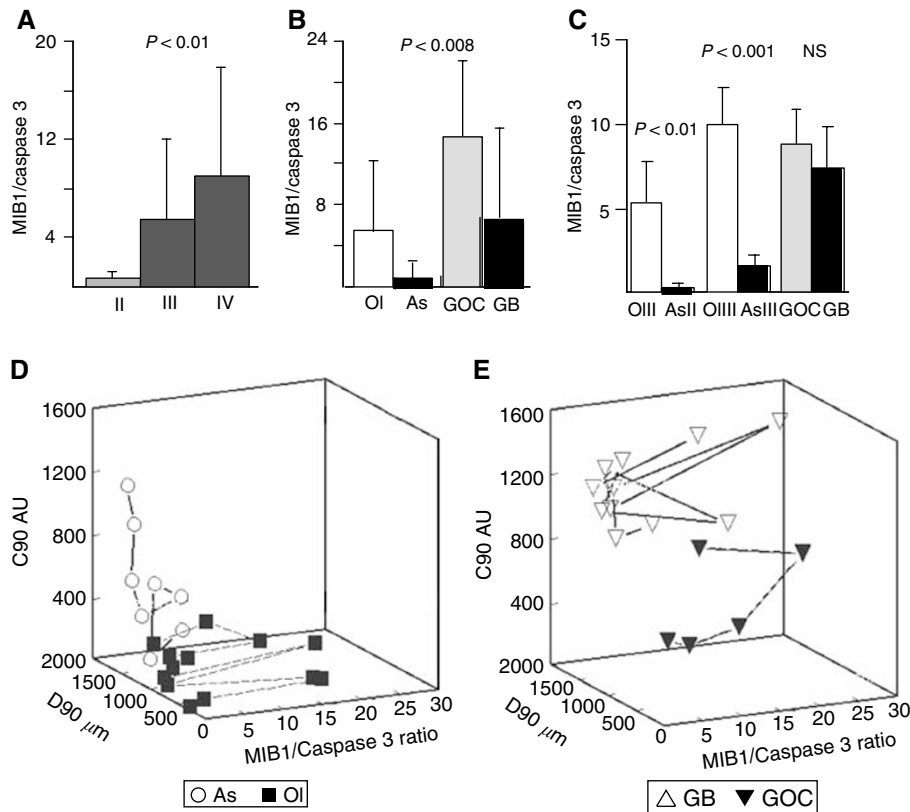 A
20
12
4
MIB1/caspase 3
P < 0.01
II III IV
B
24
16
8
MIB1/caspase 3
P < 0.008
Ol As GOC GB
C
15
10
5
MIB1/caspase 3
P < 0.01
P < 0.001
NS
OlII AsII OlIII AsIII GOC GB
D
1600
1200
800
400
2000
1500
1000
500
C90 AU
D90 μm
0 5 10 15 20 25 30
MIB1/Caspase 3 ratio
As Ol
E
1600
1200
800
400
2000
1500
1000
500
C90 AU
D90 μm
0 5 10 15 20 25 30
MIB1/Caspase 3 ratio
GB GOC